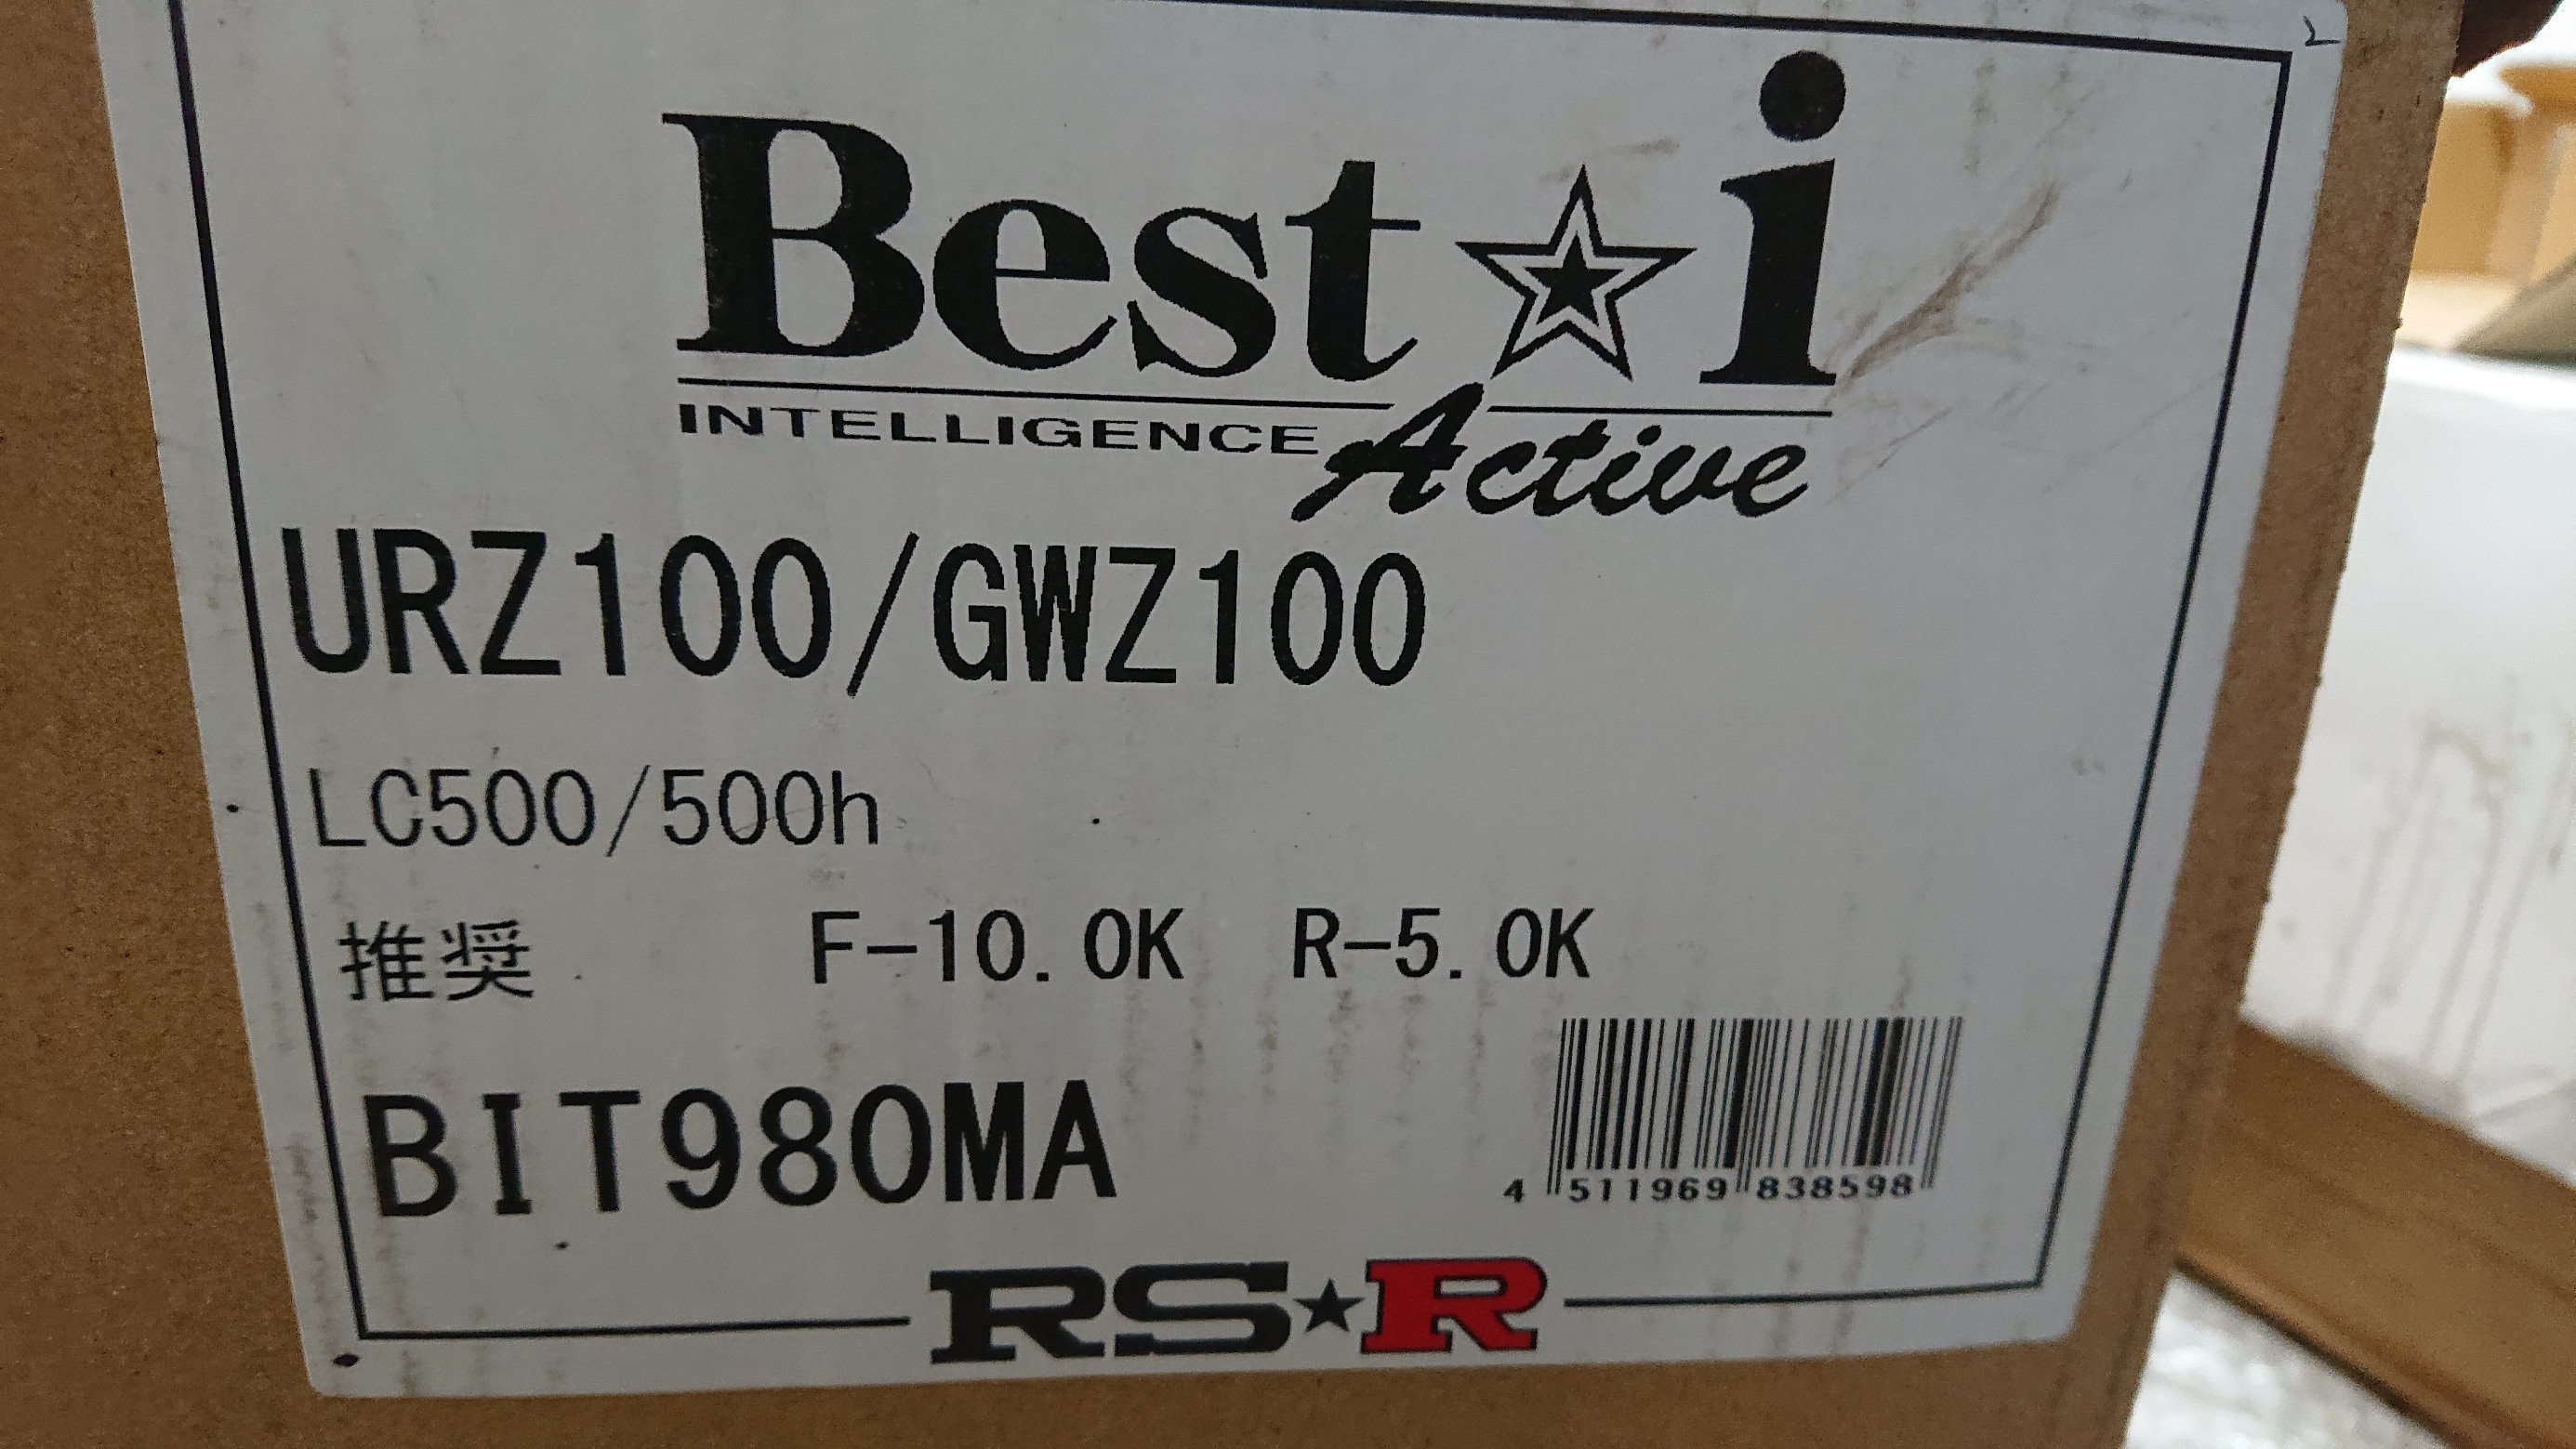 Best☆i
INTELLIGENCE Active
URZ100/GWZ100
LC500/500h
推奨 F-10.0K R-5.0K
BIT980MA
4 511969 838598
RS★R